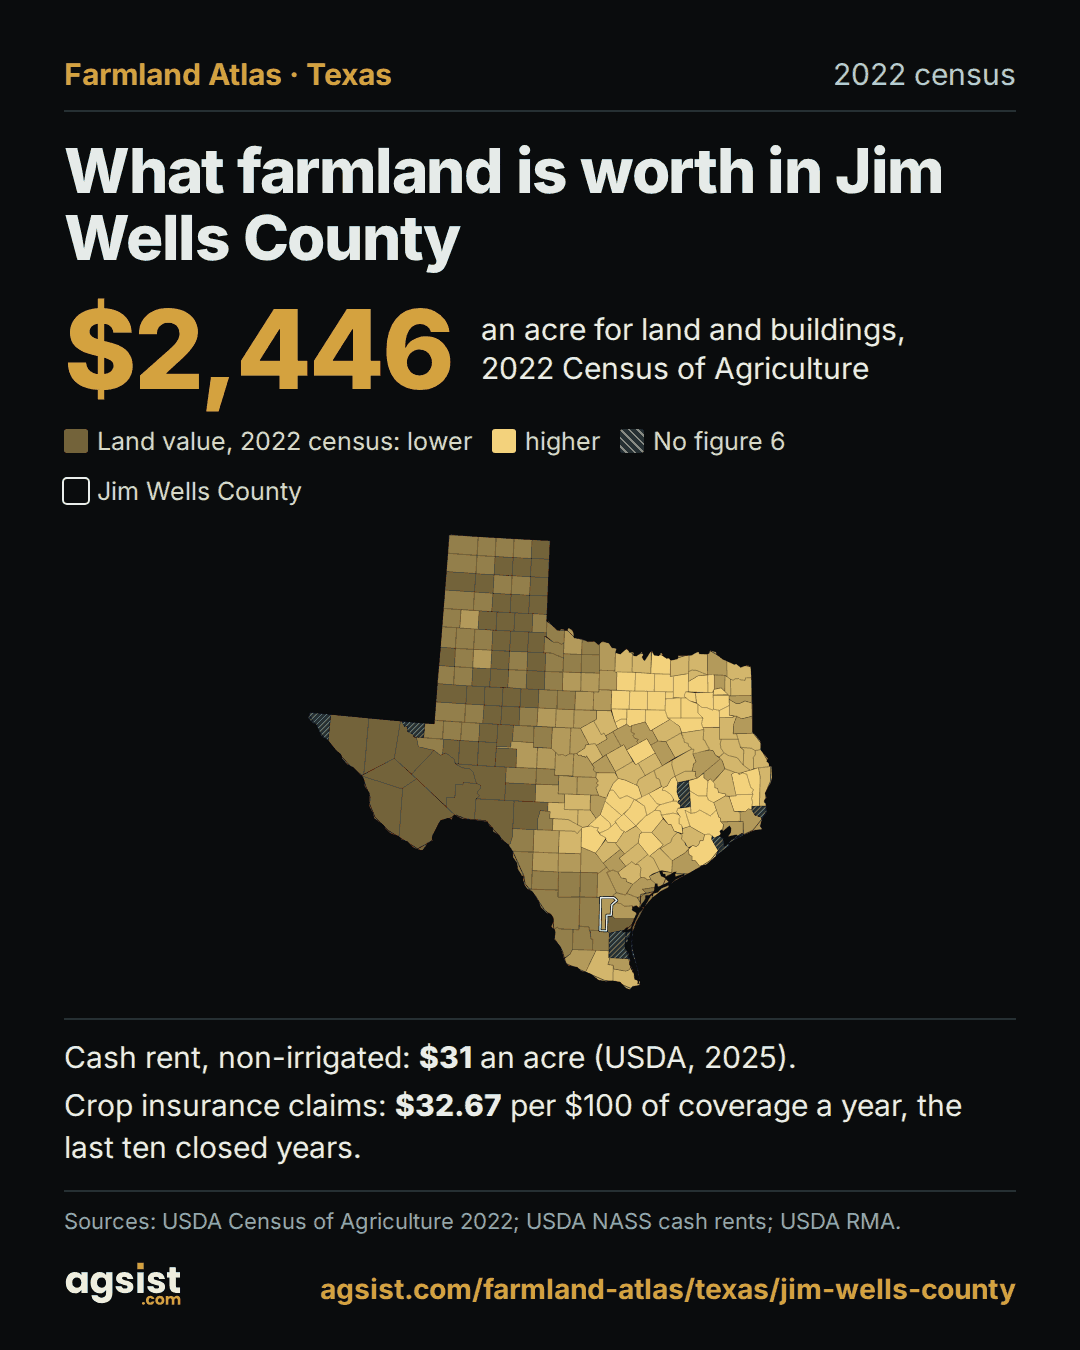 Farmland Atlas · Texas
2022 census
What farmland is worth in Jim
Wells County
$2,446
an acre for land and buildings,
2022 Census of Agriculture
Land value, 2022 census: lower
higher
No figure 6
Jim Wells County
Cash rent, non-irrigated: $31 an acre (USDA, 2025).
Crop insurance claims: $32.67 per $100 of coverage a year, the
last ten closed years.
Sources: USDA Census of Agriculture 2022; USDA NASS cash rents; USDA RMA.
agsist
.com
agsist.com/farmland-atlas/texas/jim-wells-county